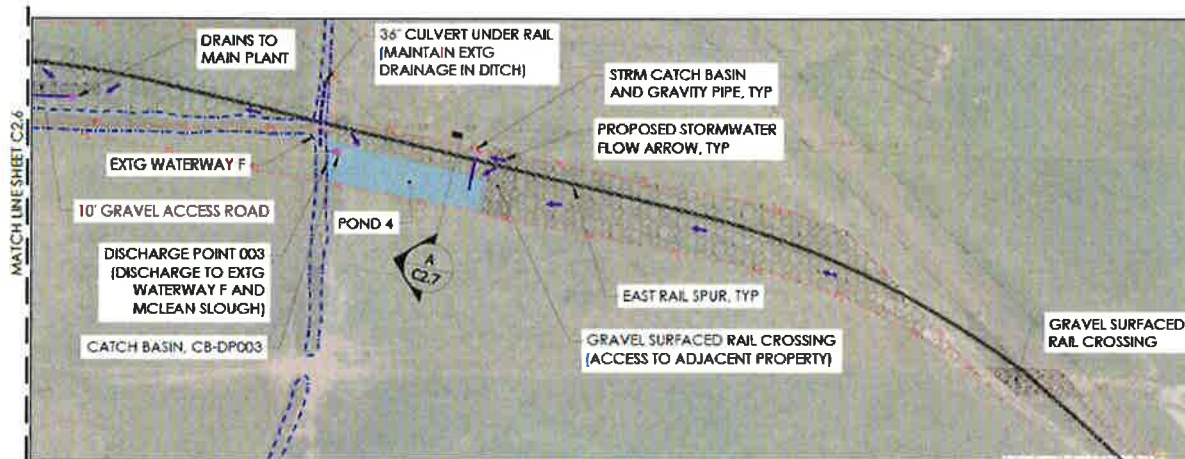 DRAINS TO
MAIN PLANT
36" CULVERT UNDER RAIL
(MAINTAIN EXTG
DRAINAGE IN DITCH)
STRM CATCH BASIN
AND GRAVITY PIPE, TYP
PROPOSED STORMWATER
FLOW ARROW, TYP
MATCH LINE SHEET C2.6
EXTG WATERWAY F
10' GRAVEL ACCESS ROAD
POND 4
DISCHARGE POINT 003
(DISCHARGE TO EXTG
WATERWAY F AND
MCLEAN SLOUGH)
A
C2.7
EAST RAIL SPUR, TYP
CATCH BASIN, CB-DP003
GRAVEL SURFACED RAIL CROSSING
(ACCESS TO ADJACENT PROPERTY)
GRAVEL SURFACED
RAIL CROSSING